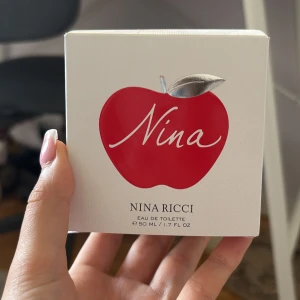 Nina
NINA RICCI
EAU DE TOILETTE
℮ 50 ML / 1.7 FL OZ